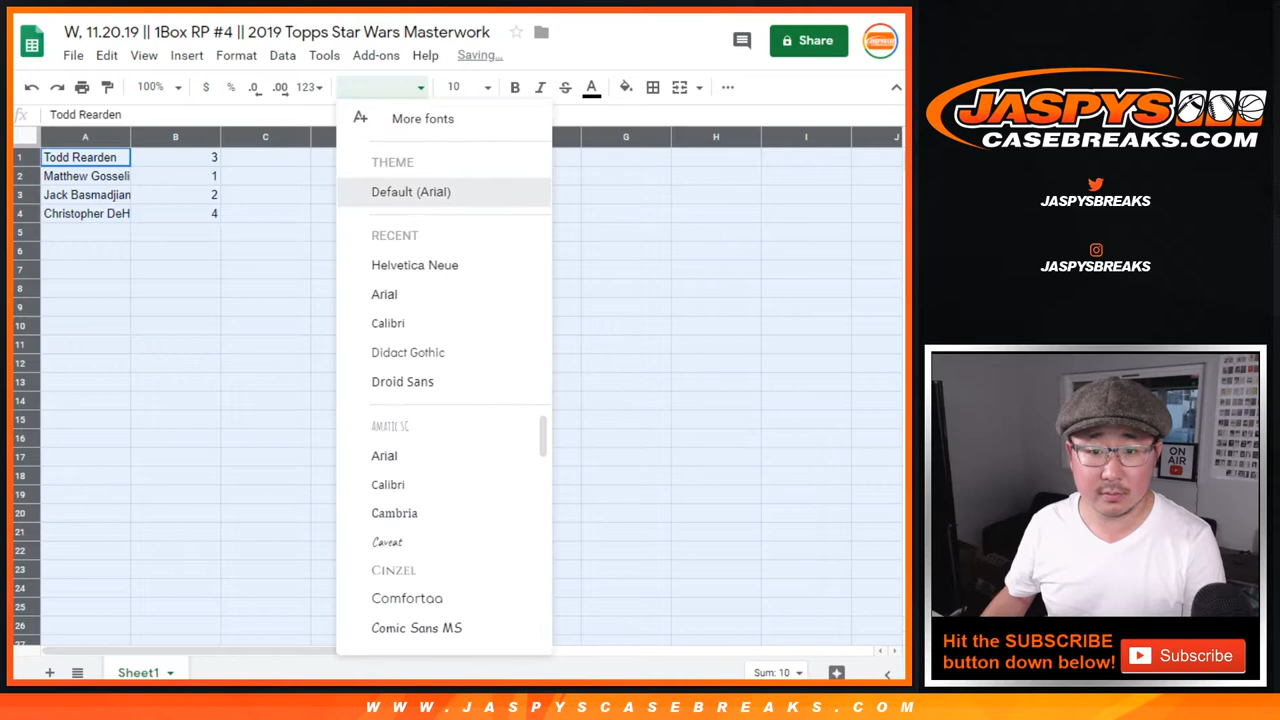 W, 11.20.19 || 1Box RP #4 || 2019 Topps Star Wars Masterwork
File Edit View Insert Format Data Tools Add-ons Help Saving...
Share
100% $ % .0 .00 123 10 B I S A
fx Todd Rearden
A B C G H I J
1 Todd Rearden 3
2 Matthew Gosseli 1
3 Jack Basmadjian 2
4 Christopher DeH 4
5
6
7
8
9
10
11
12
13
14
15
16
17
18
19
20
21
22
23
24
25
26
27
More fonts
THEME
Default (Arial)
RECENT
Helvetica Neue
Arial
Calibri
Didact Gothic
Droid Sans
AMATIC SC
Arial
Calibri
Cambria
Caveat
CINZEL
Comfortaa
Comic Sans MS
Sheet1
Sum: 10
JASPYS
CASEBREAKS.COM
JASPYSBREAKS
JASPYSBREAKS
ON AIR
Hit the SUBSCRIBE
button down below!
Subscribe
WWW.JASPYSCASEBREAKS.COM